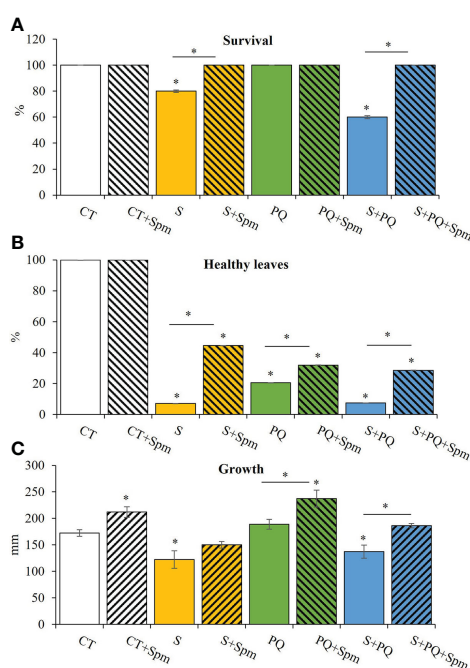 A
Survival
120
100
80
60
40
20
0
%
* * * *
CT CT+Spm S S+Spm PQ PQ+Spm S+PQ S+PQ+Spm
B
Healthy leaves
100
80
60
40
20
0
%
* * * * * * * * *
CT CT+Spm S S+Spm PQ PQ+Spm S+PQ S+PQ+Spm
C
Growth
300
250
200
150
100
50
0
mm
* * * * * *
CT CT+Spm S S+Spm PQ PQ+Spm S+PQ S+PQ+Spm